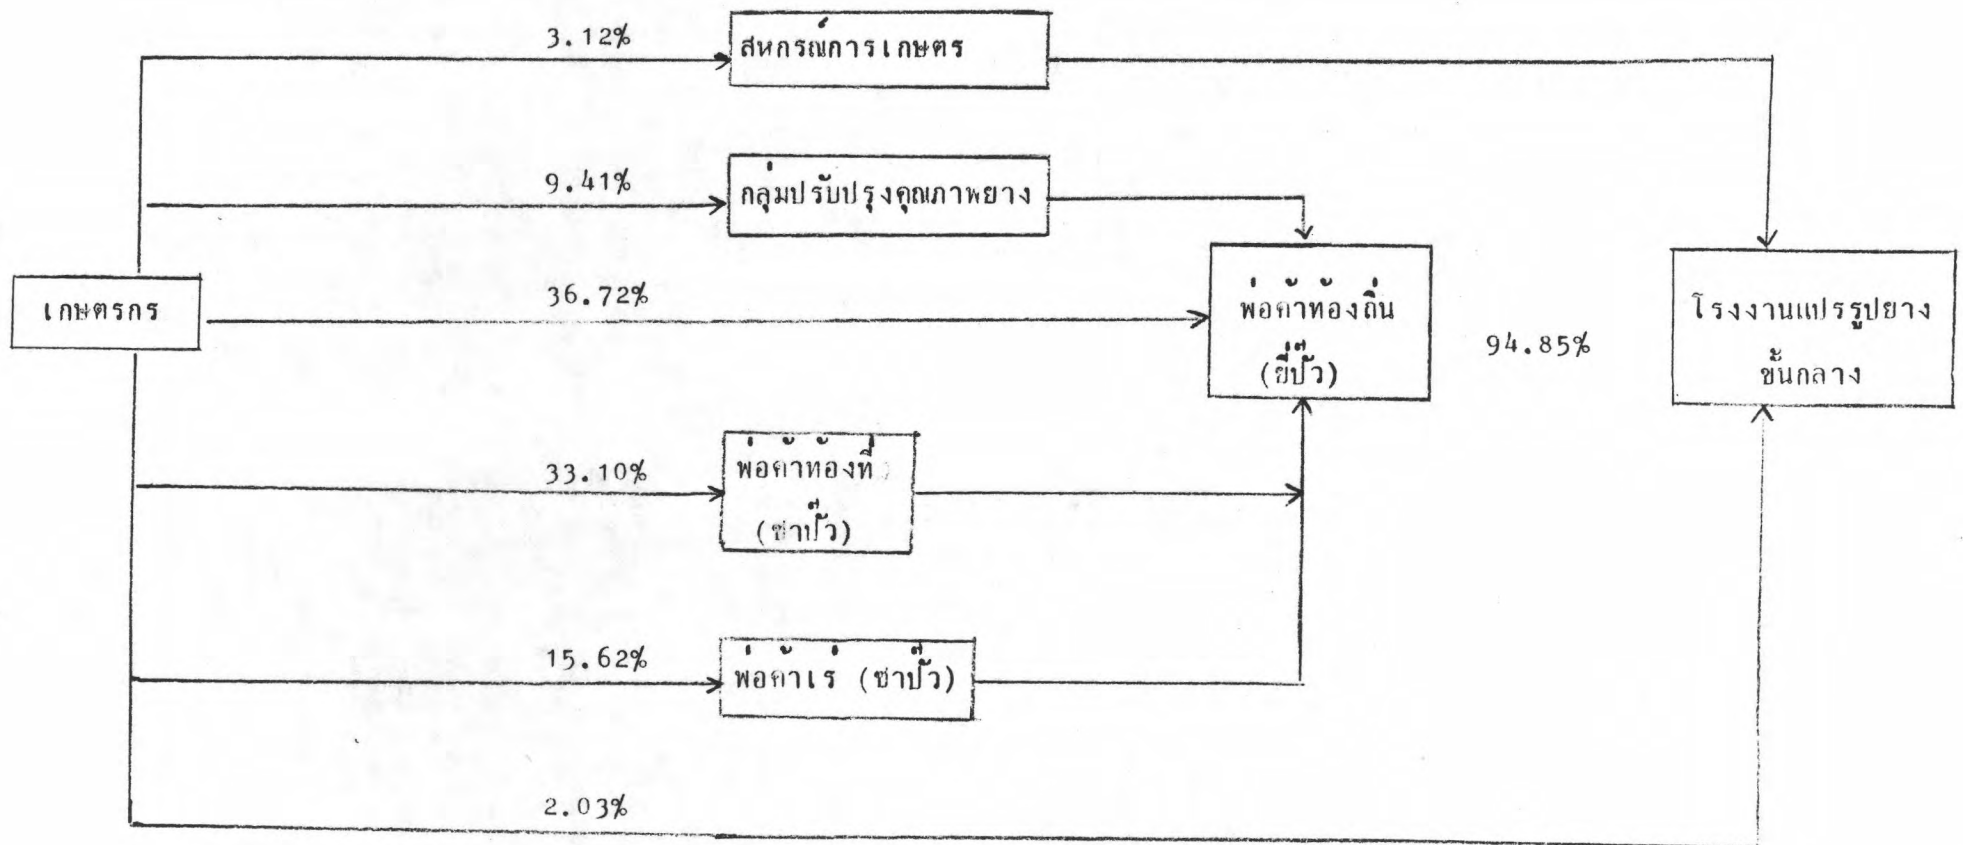 3.12%
สหกรณ์การเกษตร
9.41%
กลุ่มปรับปรุงคุณภาพยาง
เกษตรกร
36.72%
พ่อค้าท้องถิ่น
(ยี่ปั๊ว)
94.85%
โรงงานแปรรูปยาง
ขั้นกลาง
33.10%
พ่อค้าท้องที่
(ซาปั๊ว)
15.62%
พ่อค้าเร่ (ซาปั๊ว)
2.03%